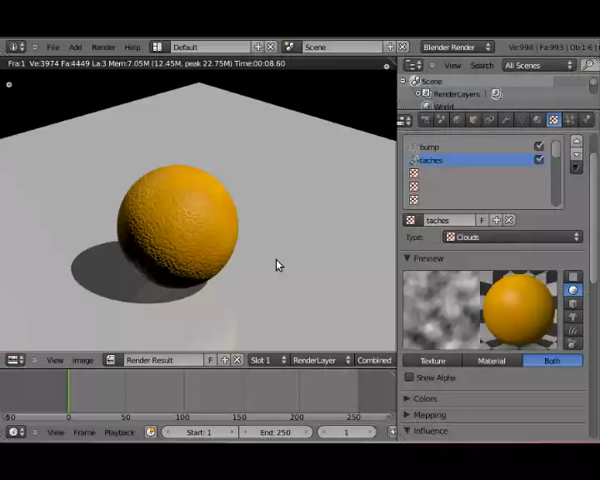 File Add Render Help Default Scene Blender Render Ve:998 | Fa:993 | Ob:1-6 |
Fra:1 Ve:3974 Fa:4449 La:3 Mem:7.05M (12.45M, peak 22.75M) Time:00:08.60
View Search All Scenes
Scene
RenderLayers
World
bump
taches
taches F
Type: Clouds
Preview
Texture Material Both
Show Alpha
Colors
Mapping
Influence
View Image Render Result F Slot 1 RenderLayer Combined
-50 0 50 100 150 200 250
View Frame Playback Start: 1 End: 250 1